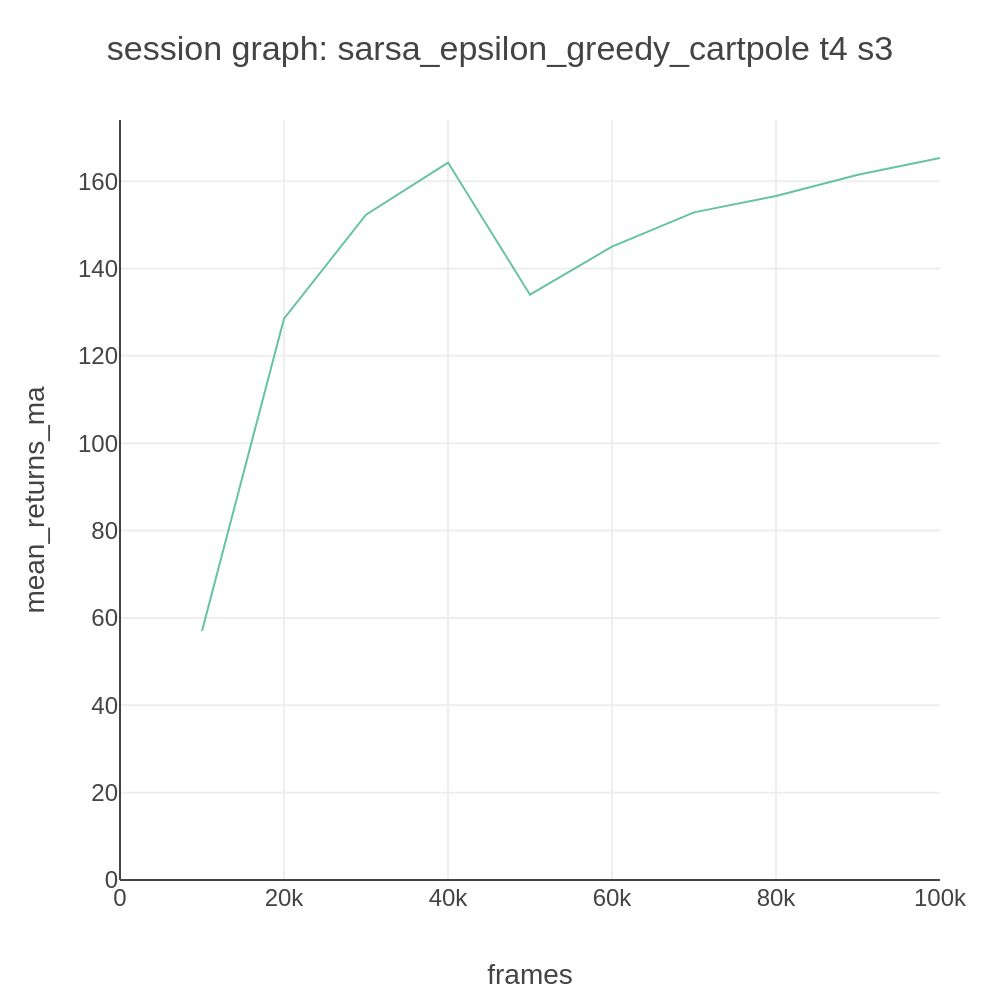 session graph: sarsa_epsilon_greedy_cartpole t4 s3
mean_returns_ma
160
140
120
100
80
60
40
20
0
0
20k
40k
60k
80k
100k
frames